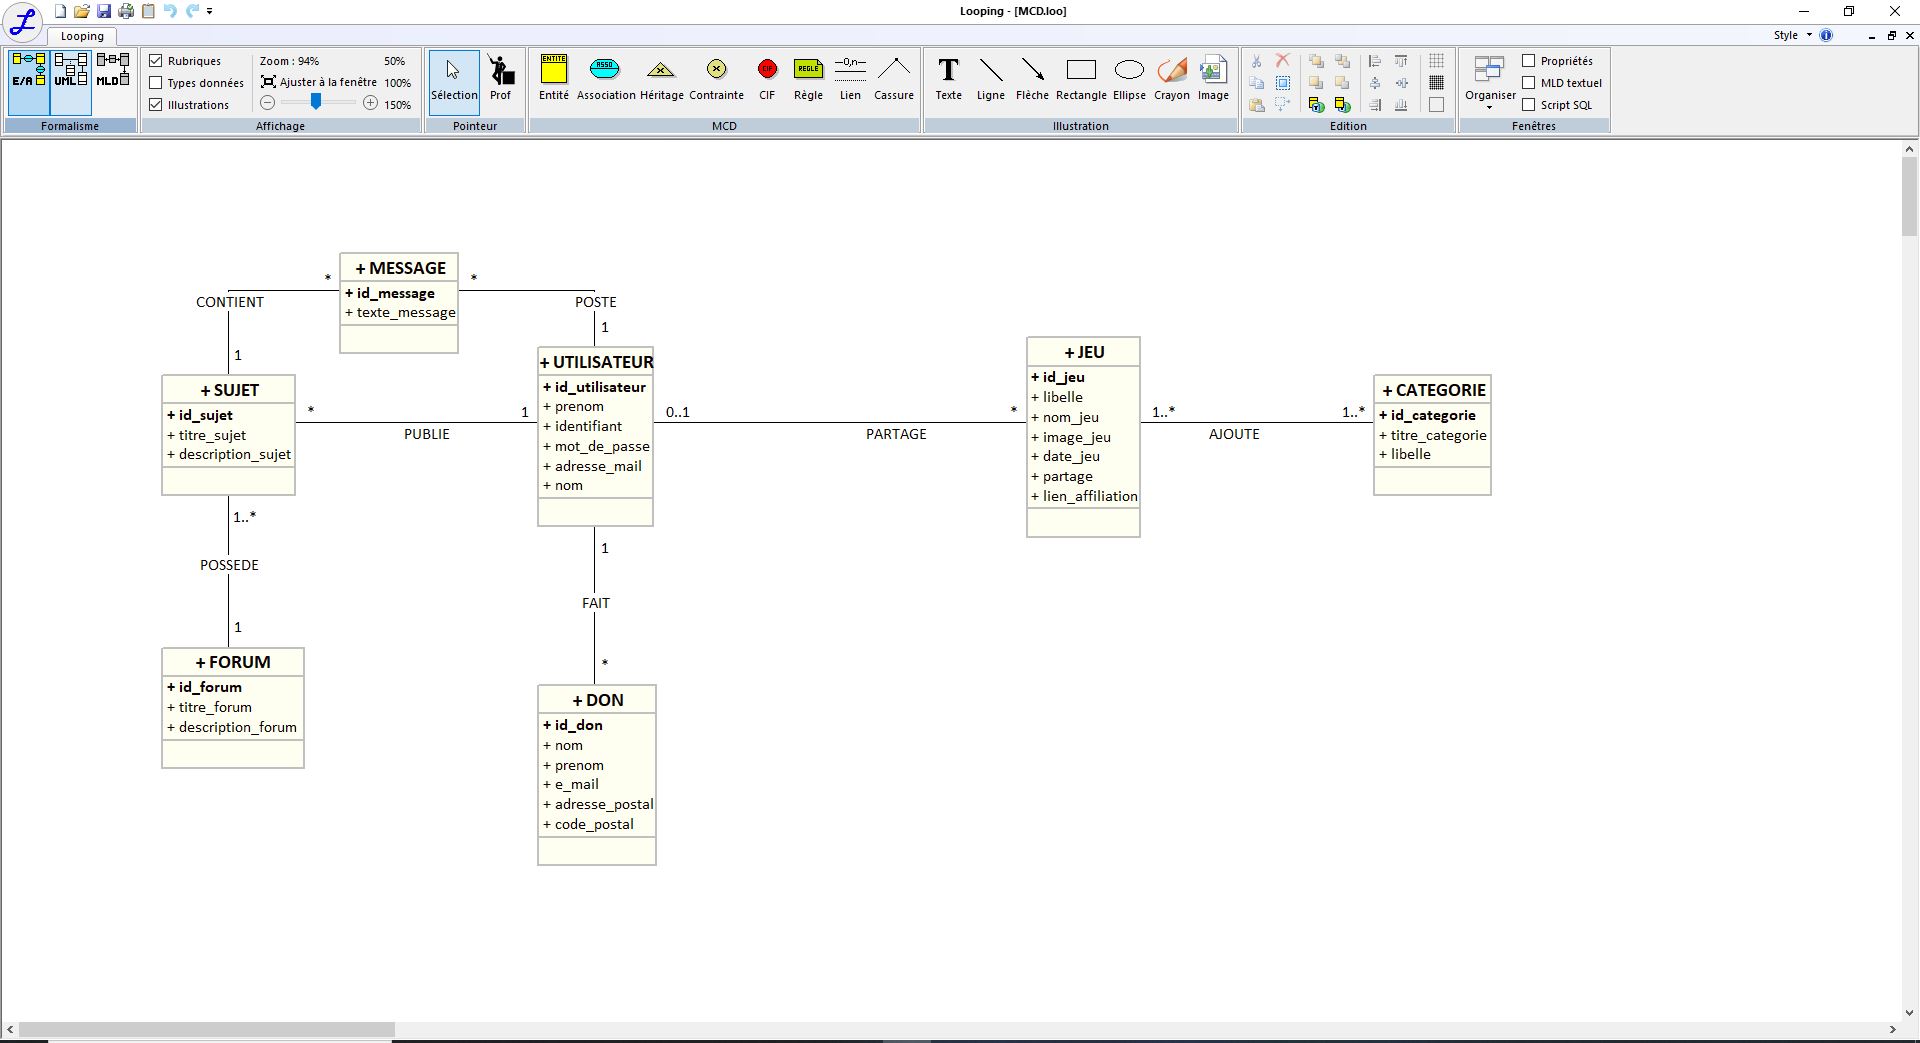 Looping - [MCD.loo]
Looping
Style
E/A
UML
MLD
Formalisme
Rubriques
Types données
Illustrations
Zoom : 94%
50%
Ajuster à la fenêtre
100%
150%
Affichage
Sélection
Prof
Pointeur
ENTITÉ
Entité
ASSO
Association
Héritage
Contrainte
CIF
CIF
RÈGLE
Règle
—0,n—
Lien
Cassure
MCD
T
Texte
Ligne
Flèche
Rectangle
Ellipse
Crayon
Image
Illustration
Edition
Organiser
Propriétés
MLD textuel
Script SQL
Fenêtres
+ MESSAGE
+ id_message
+ texte_message
*
*
CONTIENT
POSTE
1
1
+ SUJET
+ id_sujet
+ titre_sujet
+ description_sujet
*
1
PUBLIE
+ UTILISATEUR
+ id_utilisateur
+ prenom
+ identifiant
+ mot_de_passe
+ adresse_mail
+ nom
0..1
*
PARTAGE
+ JEU
+ id_jeu
+ libelle
+ nom_jeu
+ image_jeu
+ date_jeu
+ partage
+ lien_affiliation
1..*
1..*
AJOUTE
+ CATEGORIE
+ id_categorie
+ titre_categorie
+ libelle
1..*
POSSEDE
1
+ FORUM
+ id_forum
+ titre_forum
+ description_forum
1
FAIT
*
+ DON
+ id_don
+ nom
+ prenom
+ e_mail
+ adresse_postal
+ code_postal